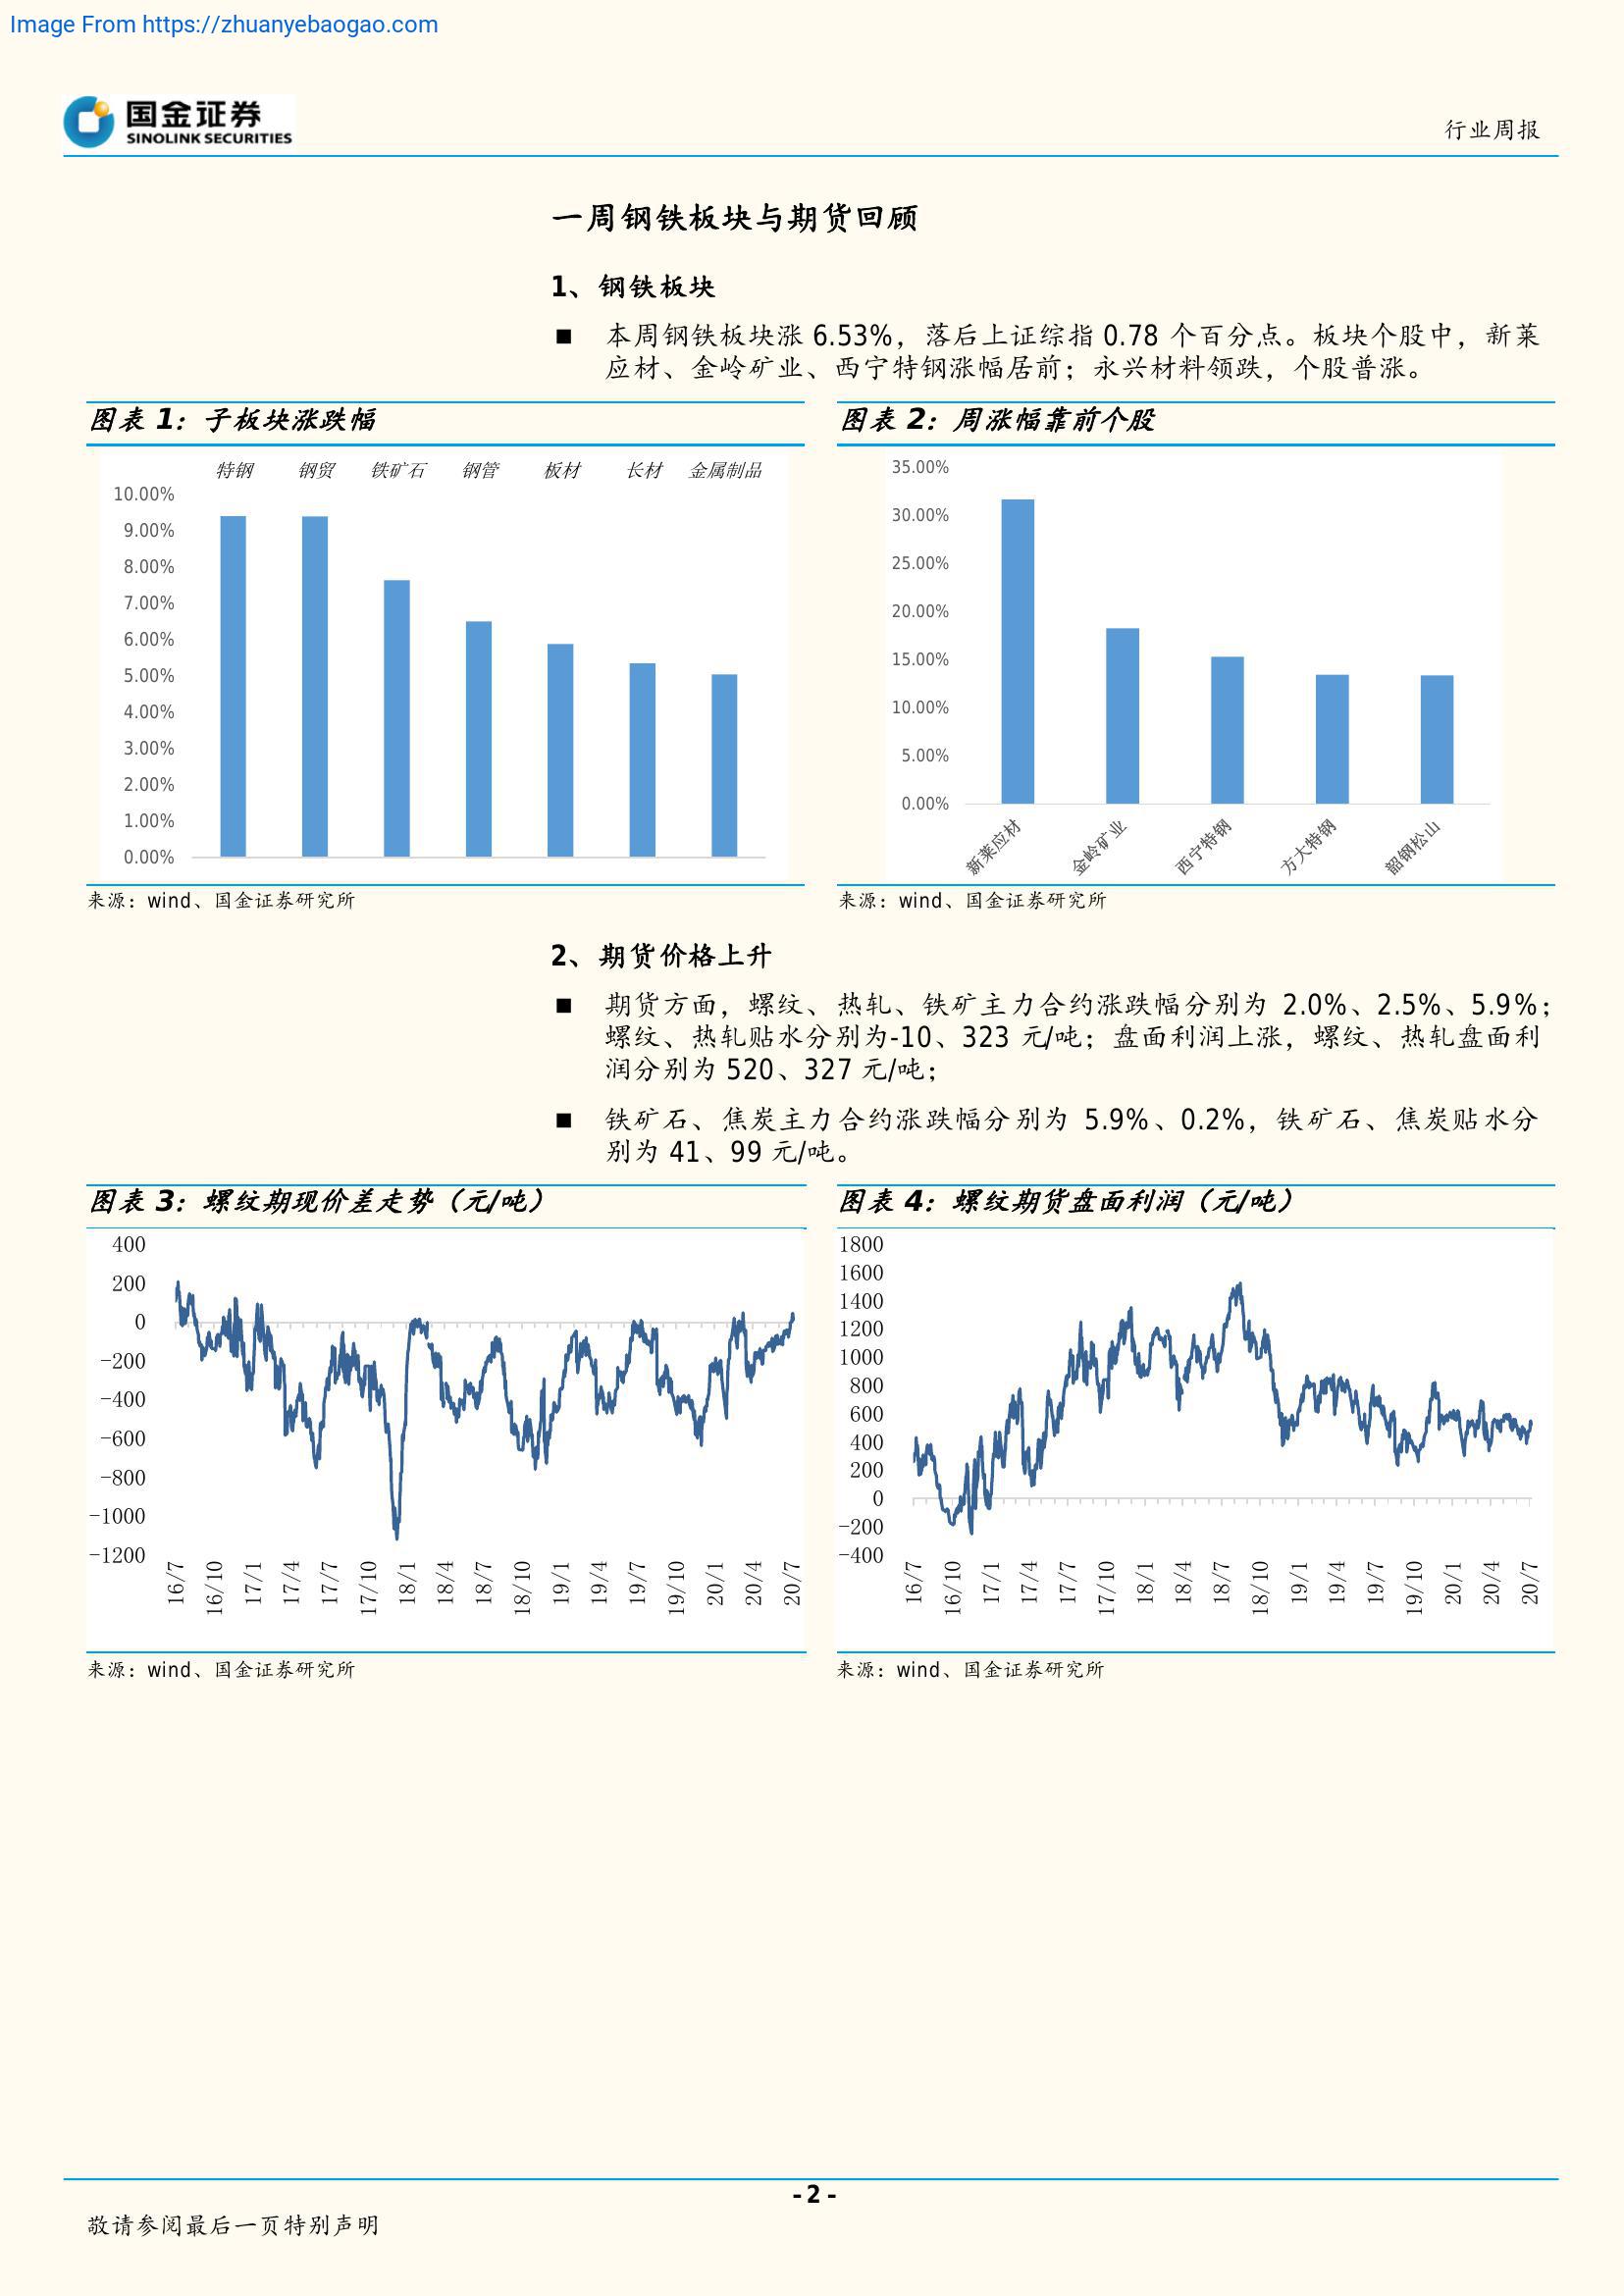 Image From https://zhuanyebaogao.com
国金证券
SINOLINK SECURITIES
行业周报
一周钢铁板块与期货回顾
1、钢铁板块
■ 本周钢铁板块涨 6.53%，落后上证综指 0.78 个百分点。板块个股中，新莱
应材、金岭矿业、西宁特钢涨幅居前；永兴材料领跌，个股普涨。
图表 1：子板块涨跌幅
特钢 钢贸 铁矿石 钢管 板材 长材 金属制品
10.00%
9.00%
8.00%
7.00%
6.00%
5.00%
4.00%
3.00%
2.00%
1.00%
0.00%
来源：wind、国金证券研究所
图表 2：周涨幅靠前个股
35.00%
30.00%
25.00%
20.00%
15.00%
10.00%
5.00%
0.00%
新莱应材 金岭矿业 西宁特钢 方大特钢 韶钢松山
来源：wind、国金证券研究所
2、期货价格上升
■ 期货方面，螺纹、热轧、铁矿主力合约涨跌幅分别为 2.0%、2.5%、5.9%；
螺纹、热轧贴水分别为-10、323 元/吨；盘面利润上涨，螺纹、热轧盘面利
润分别为 520、327 元/吨；
■ 铁矿石、焦炭主力合约涨跌幅分别为 5.9%、0.2%，铁矿石、焦炭贴水分
别为 41、99 元/吨。
图表 3：螺纹期现价差走势（元/吨）
400
200
0
-200
-400
-600
-800
-1000
-1200
16/7 16/10 17/1 17/4 17/7 17/10 18/1 18/4 18/7 18/10 19/1 19/4 19/7 19/10 20/1 20/4 20/7
来源：wind、国金证券研究所
图表 4：螺纹期货盘面利润（元/吨）
1800
1600
1400
1200
1000
800
600
400
200
0
-200
-400
16/7 16/10 17/1 17/4 17/7 17/10 18/1 18/4 18/7 18/10 19/1 19/4 19/7 19/10 20/1 20/4 20/7
来源：wind、国金证券研究所
- 2 -
敬请参阅最后一页特别声明